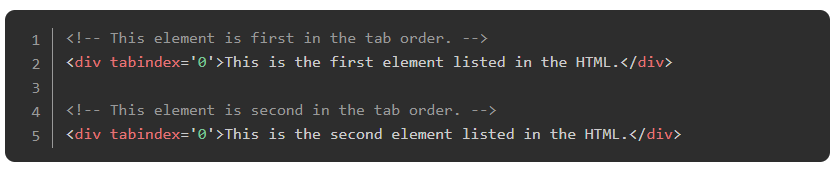 1 <!-- This element is first in the tab order. -->
2 <div tabindex='0'>This is the first element listed in the HTML.</div>
3
4 <!-- This element is second in the tab order. -->
5 <div tabindex='0'>This is the second element listed in the HTML.</div>